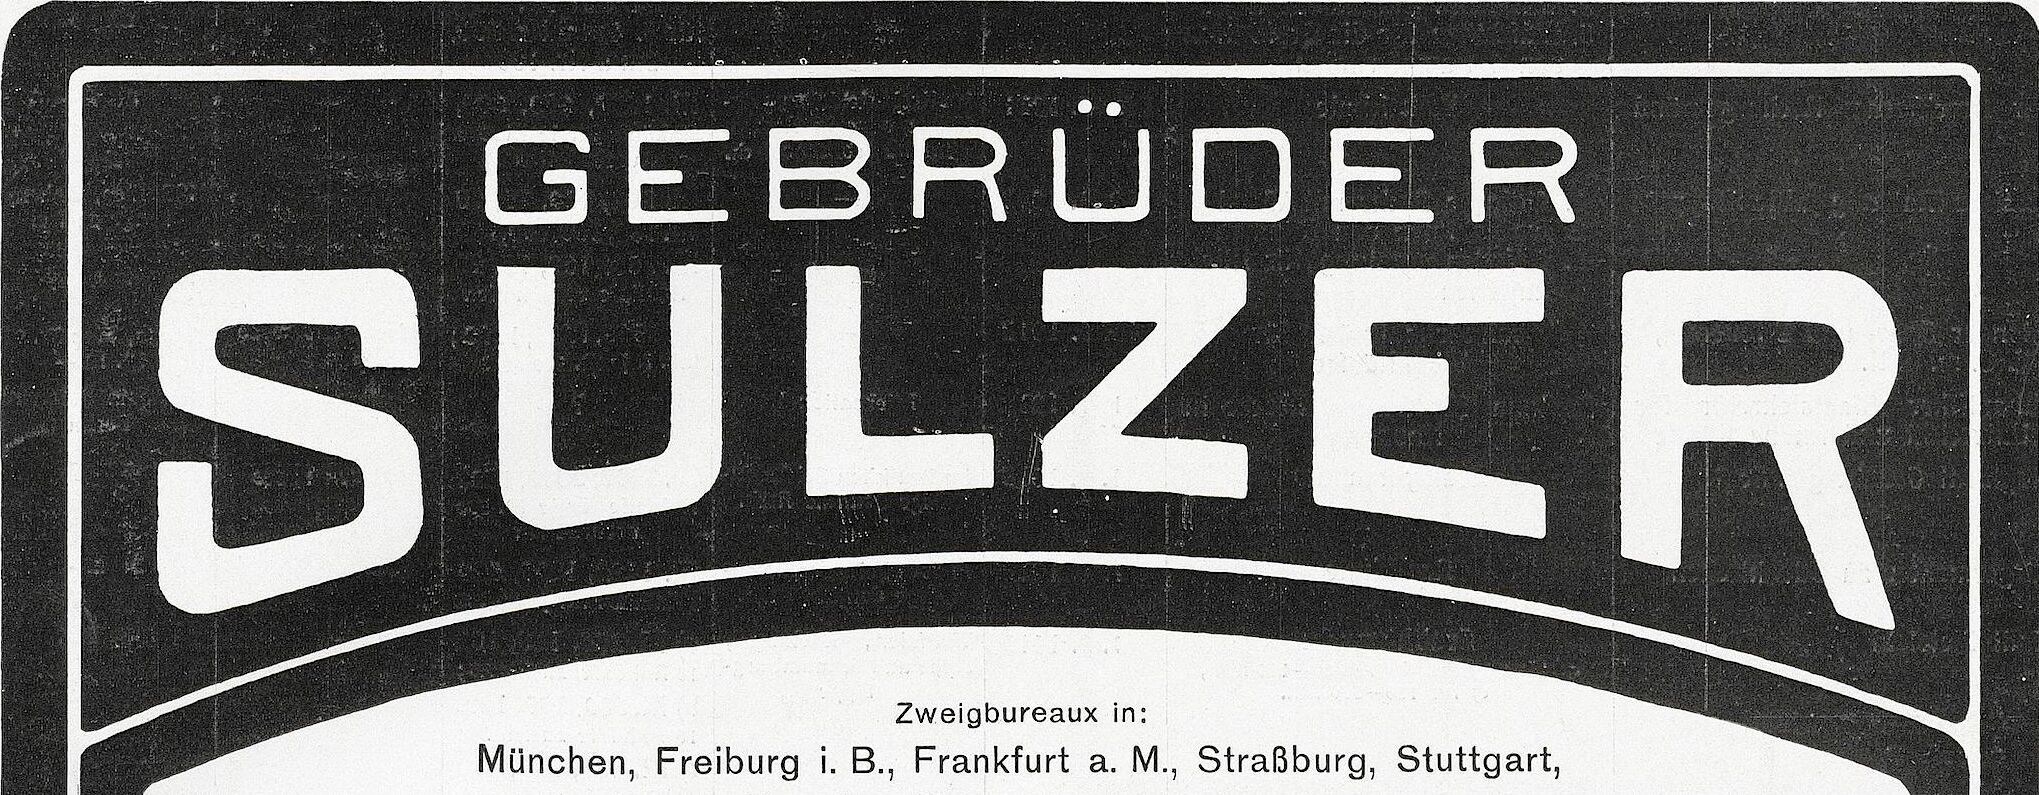 GEBRÜDER
SULZER
Zweigbureaux in:
München, Freiburg i. B., Frankfurt a. M., Straßburg, Stuttgart,